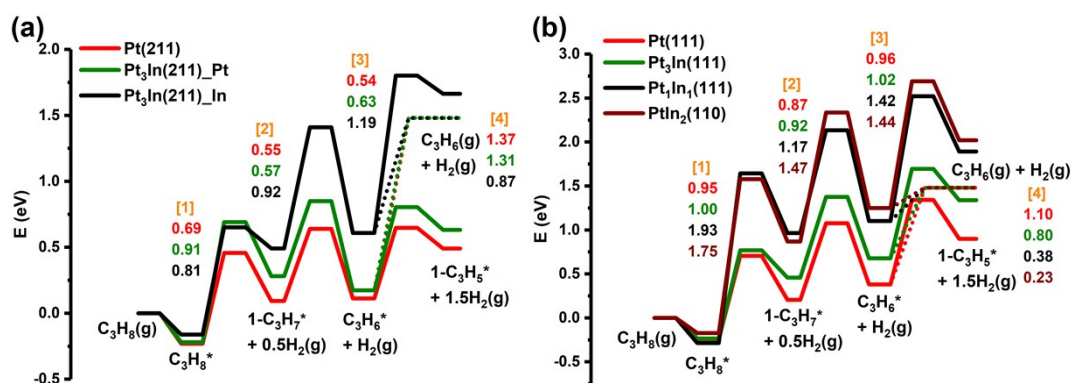 (a)
Pt(211)
Pt₃In(211)_Pt
Pt₃In(211)_In
E (eV)
2.0
1.5
1.0
0.5
0.0
-0.5
[1]
0.69
0.91
0.81
[2]
0.55
0.57
0.92
[3]
0.54
0.63
1.19
[4]
1.37
1.31
0.87
C₃H₈(g)
C₃H₈*
1-C₃H₇*
+ 0.5H₂(g)
C₃H₆*
+ H₂(g)
C₃H₆(g)
+ H₂(g)
1-C₃H₅*
+ 1.5H₂(g)
(b)
Pt(111)
Pt₃In(111)
Pt₁In₁(111)
PtIn₂(110)
E (eV)
3.0
2.5
2.0
1.5
1.0
0.5
0.0
-0.5
[1]
0.95
1.00
1.93
1.75
[2]
0.87
0.92
1.17
1.47
[3]
0.96
1.02
1.42
1.44
[4]
1.10
0.80
0.38
0.23
C₃H₈(g)
C₃H₈*
1-C₃H₇*
+ 0.5H₂(g)
C₃H₆*
+ H₂(g)
C₃H₆(g) + H₂(g)
1-C₃H₅*
+ 1.5H₂(g)